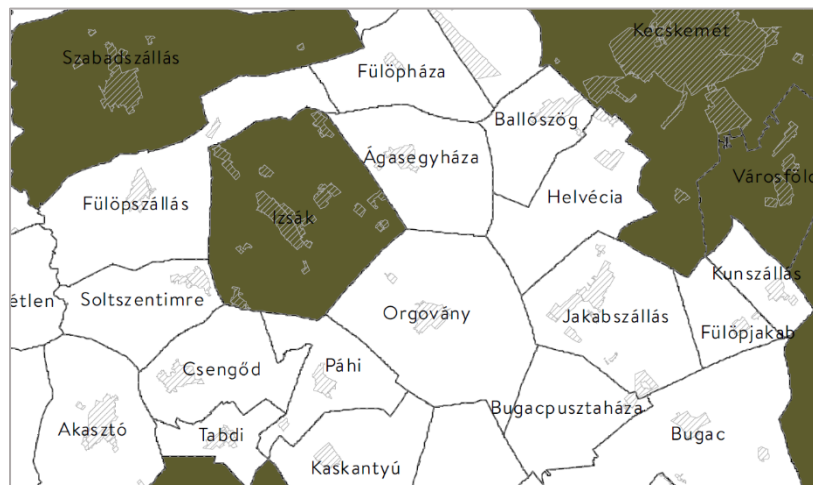 Kecskemét
Szabadszállás
Fülöpháza
Ballószög
Ágasegyháza
Városföld
Helvécia
Fülöpszállás
Izsák
Kunszállás
étlen
Soltszentimre
Orgovány
Jakabszállás
Fülöpjakab
Csengőd
Páhi
Bugacpusztaháza
Akasztó
Tabdi
Bugac
Kaskantyú